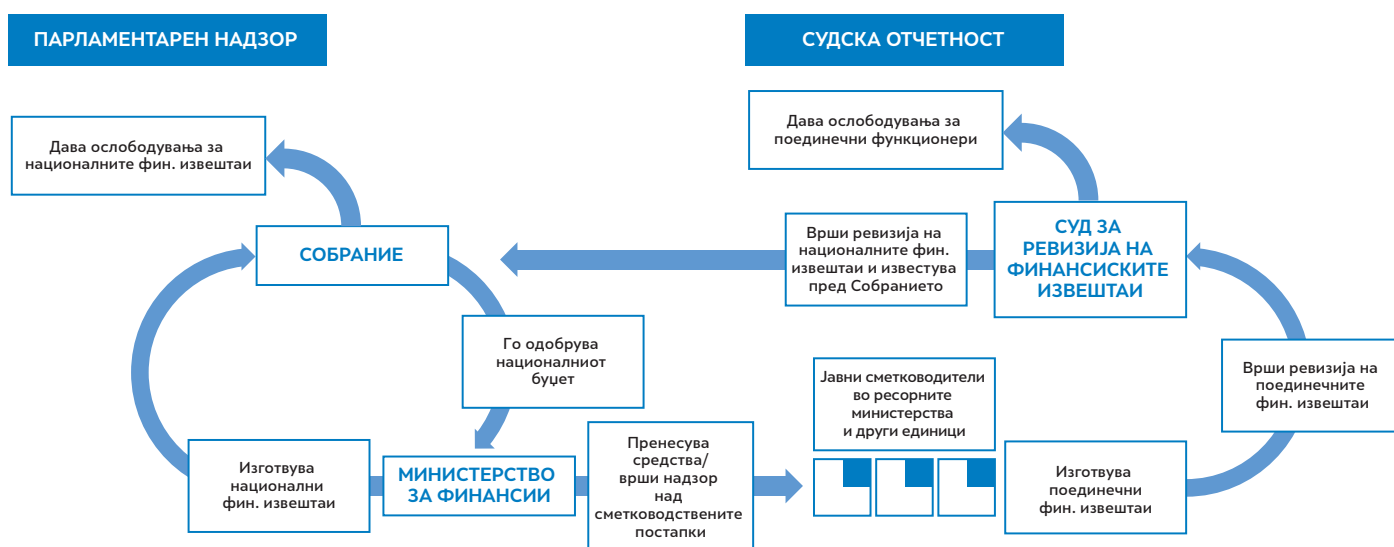 ПАРЛАМЕНТАРЕН НАДЗОР
СУДСКА ОТЧЕТНОСТ
Дава ослободувања за
националните фин. извештаи
Дава ослободувања за
поединечни функционери
СОБРАНИЕ
Врши ревизија на
националните фин.
извештаи и известува
пред Собранието
СУД ЗА
РЕВИЗИЈА НА
ФИНАНСИСКИТЕ
ИЗВЕШТАИ
Го одобрува
националниот
буџет
Јавни сметководители
во ресорните
министерства
и други единици
Врши ревизија на
поединечните
фин. извештаи
Изготвува
национални
фин. извештаи
МИНИСТЕРСТВО
ЗА ФИНАНСИИ
Пренесува
средства/
врши надзор
над
сметководствените
постапки
Изготвува
поединечни
фин. извештаи